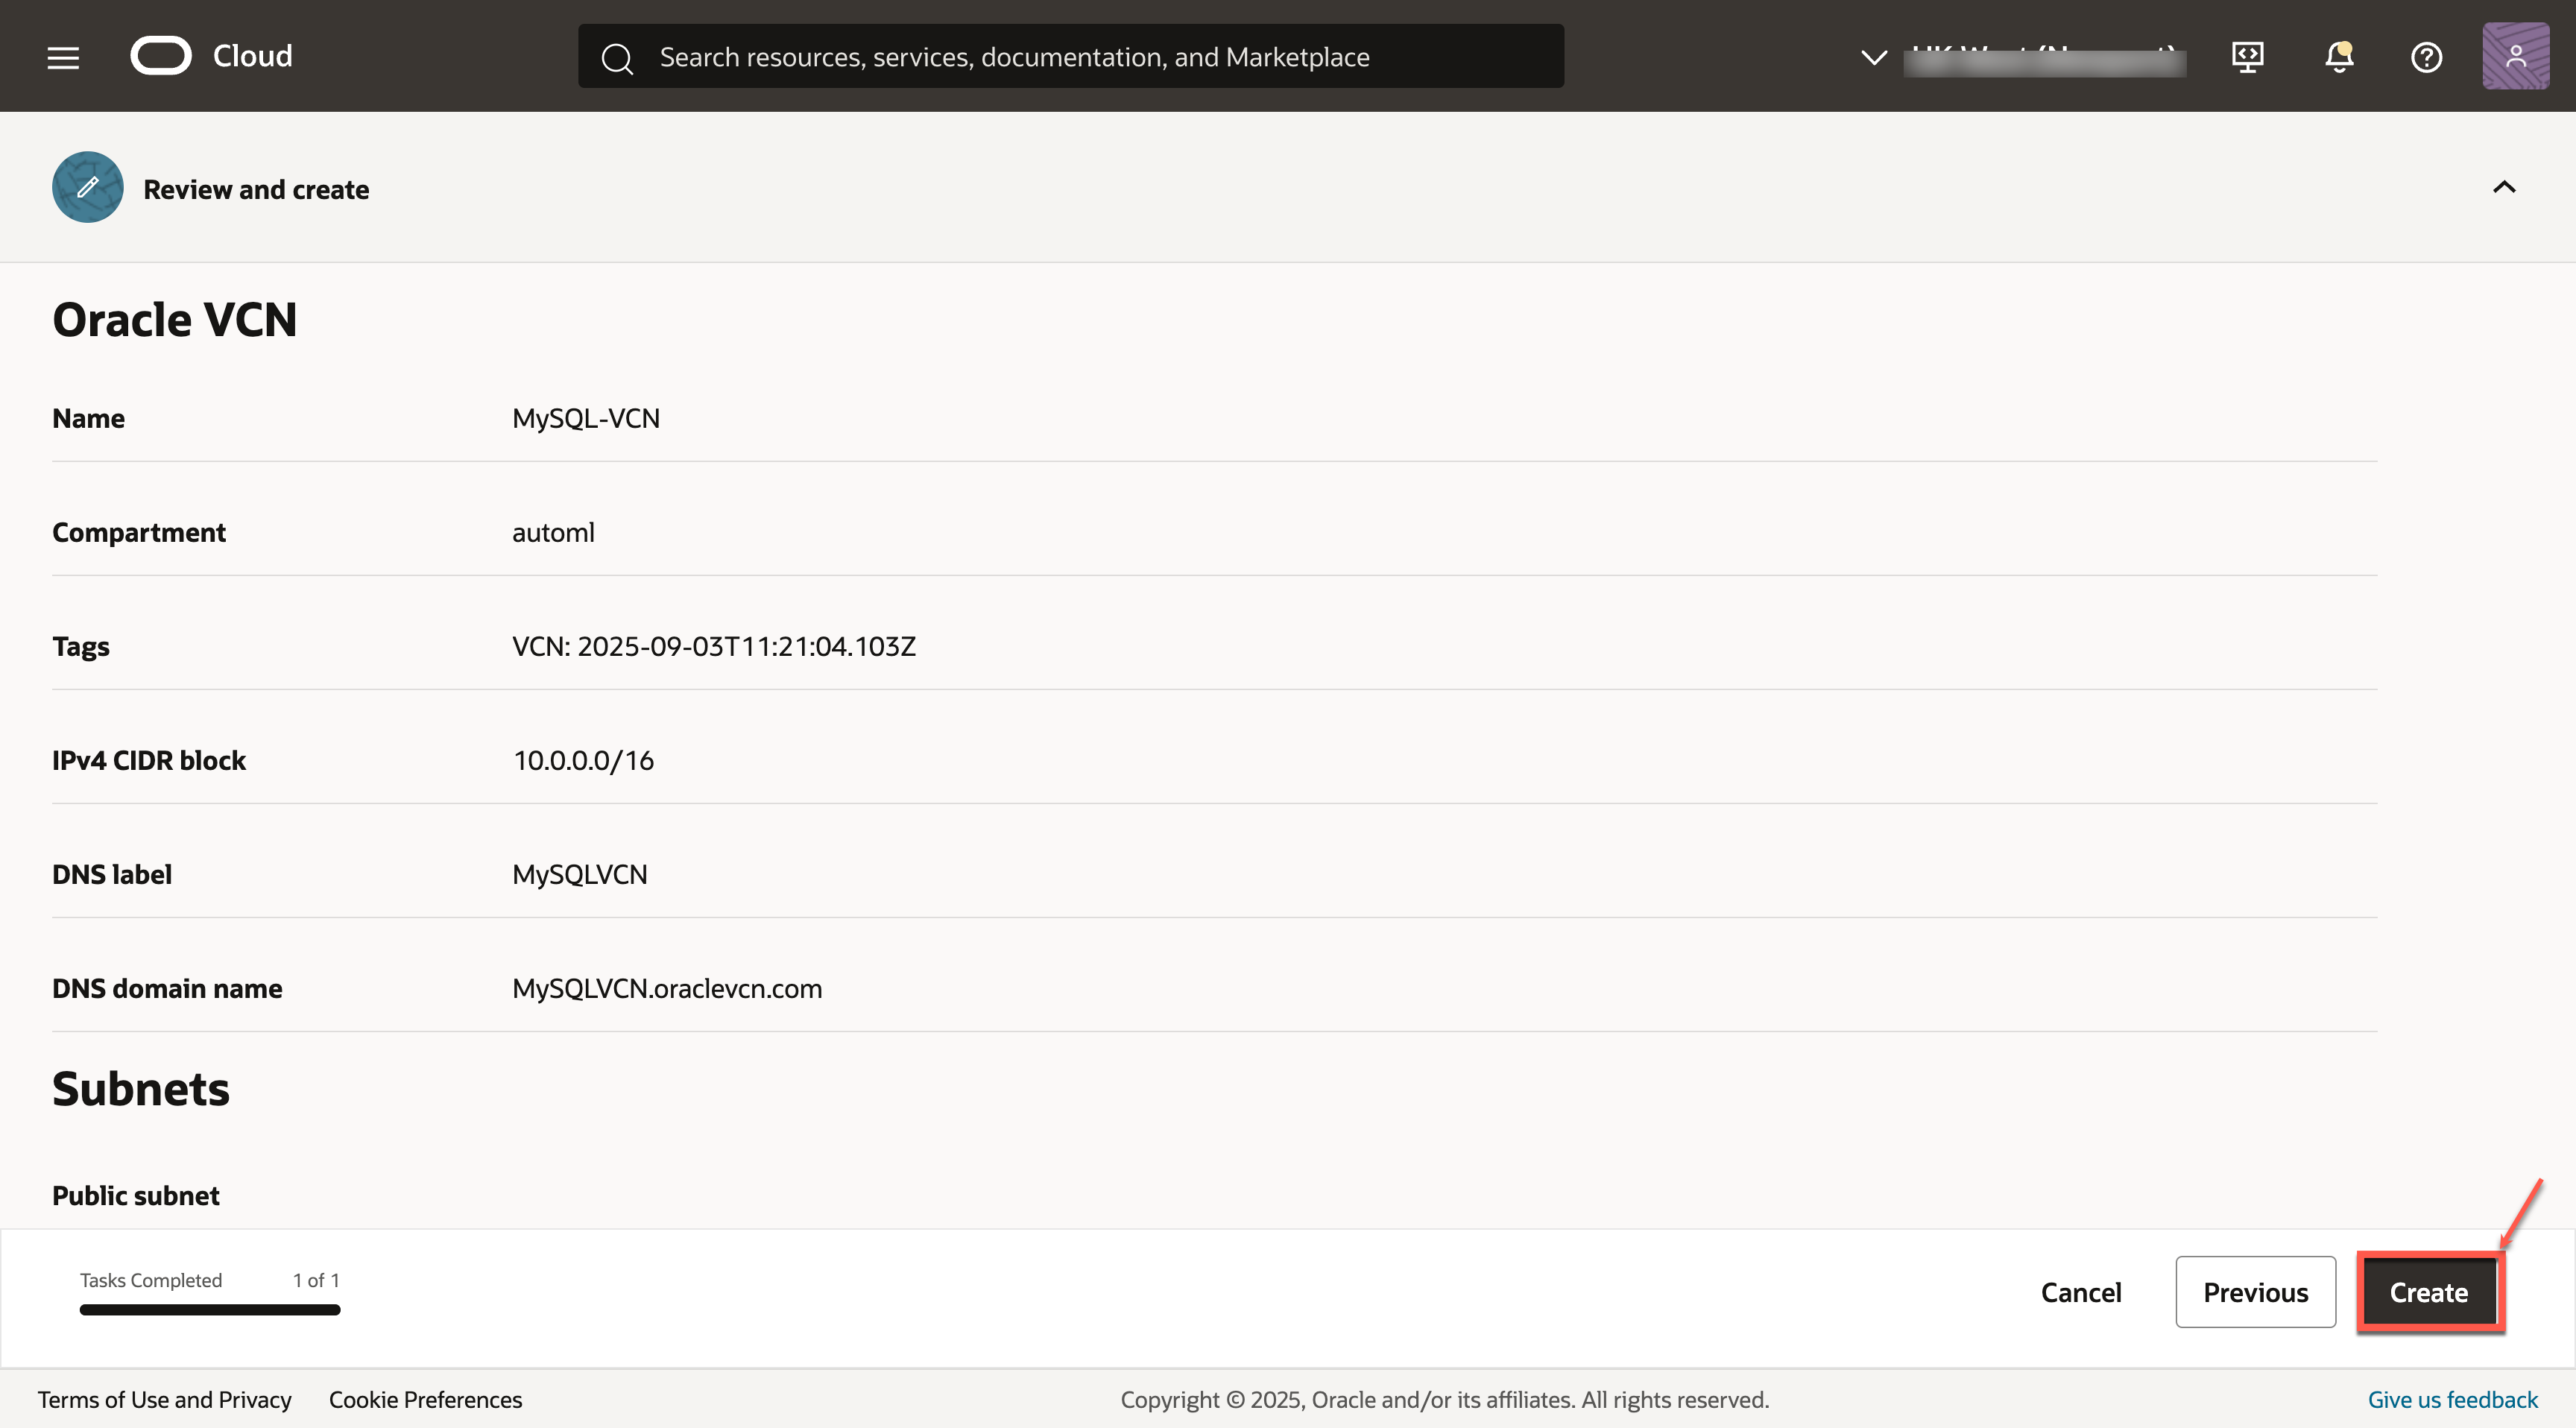 Cloud
Search resources, services, documentation, and Marketplace
Review and create
Oracle VCN
Name MySQL-VCN
Compartment automl
Tags VCN: 2025-09-03T11:21:04.103Z
IPv4 CIDR block 10.0.0.0/16
DNS label MySQLVCN
DNS domain name MySQLVCN.oraclevcn.com
Subnets
Public subnet
Tasks Completed 1 of 1
Cancel Previous Create
Terms of Use and Privacy Cookie Preferences Copyright © 2025, Oracle and/or its affiliates. All rights reserved. Give us feedback